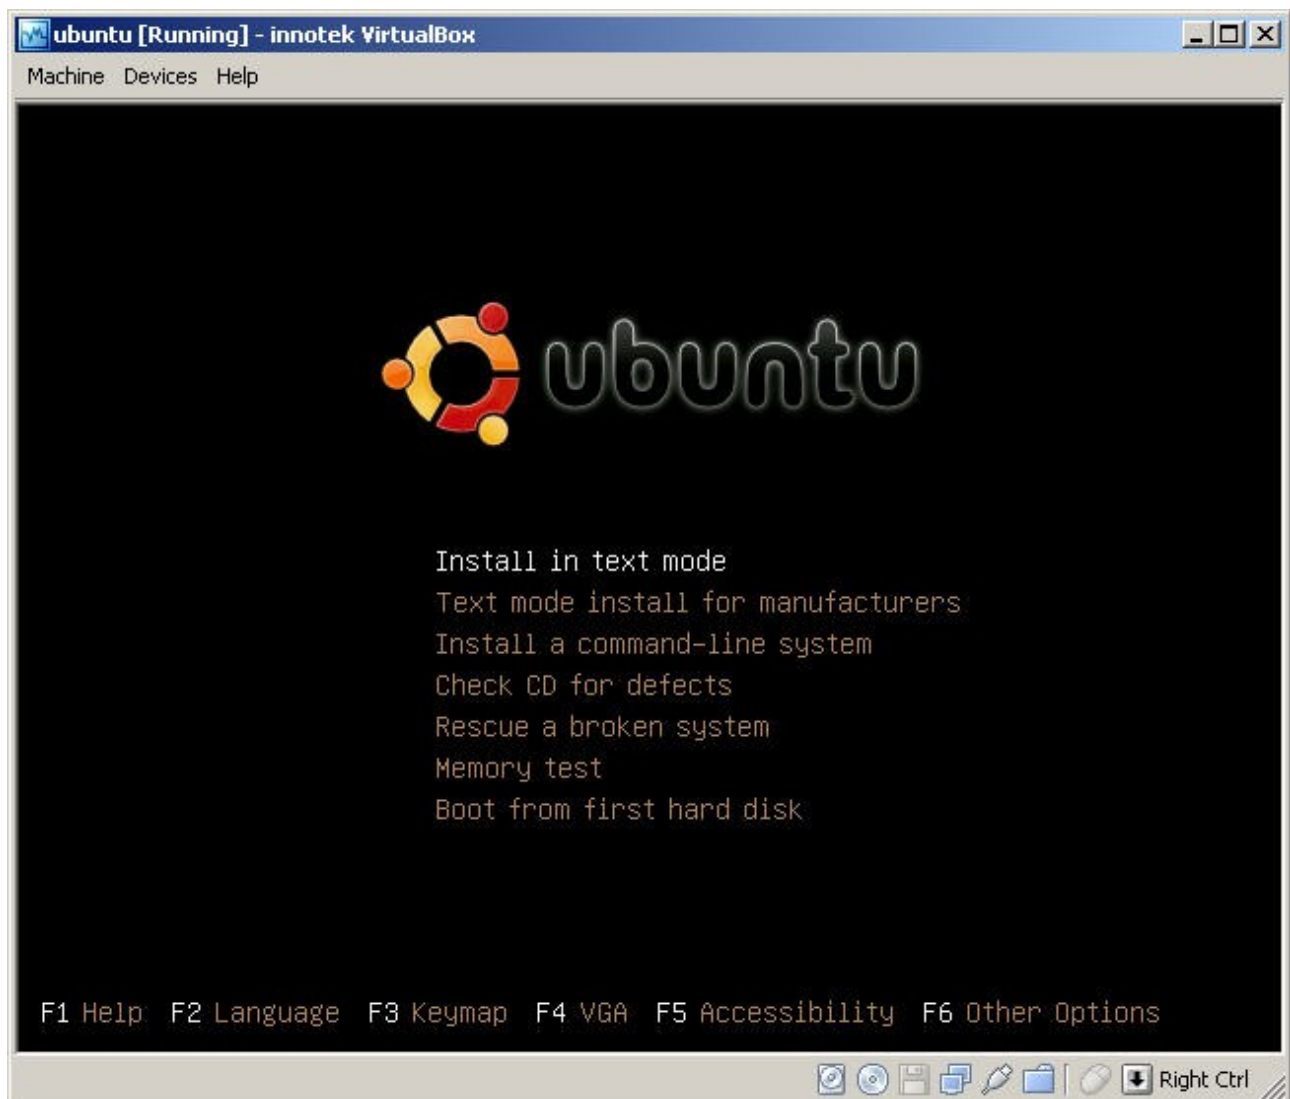 ubuntu [Running] - innotek VirtualBox
Machine Devices Help
ubuntu
Install in text mode
Text mode install for manufacturers
Install a command-line system
Check CD for defects
Rescue a broken system
Memory test
Boot from first hard disk
F1 Help F2 Language F3 Keymap F4 VGA F5 Accessibility F6 Other Options
Right Ctrl